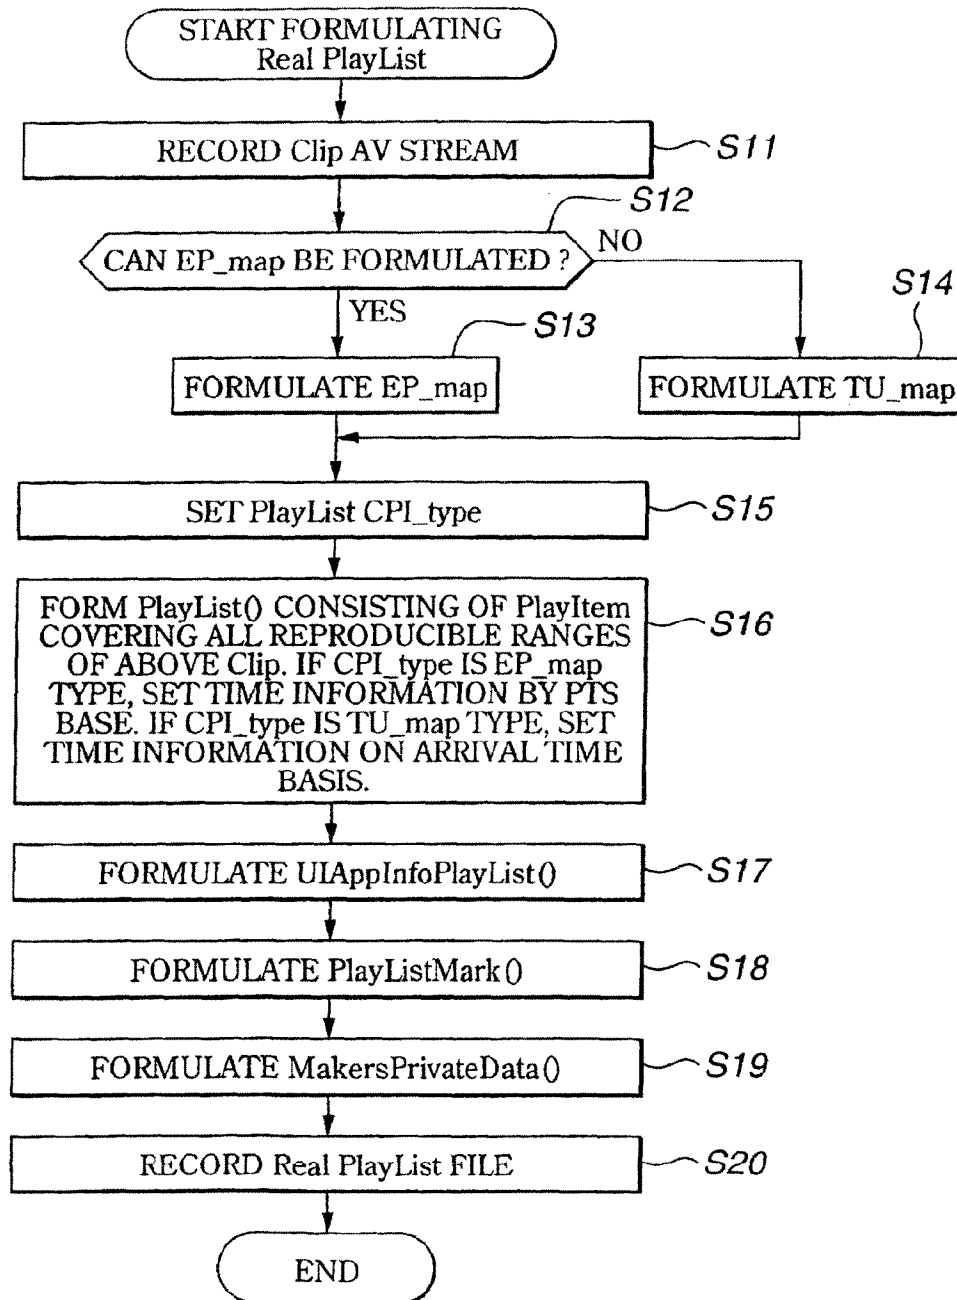 START FORMULATING
Real PlayList
RECORD Clip AV STREAM
S11
S12
CAN EP_map BE FORMULATED ?
NO
YES
S13
S14
FORMULATE EP_map
FORMULATE TU_map
SET PlayList CPI_type
S15
FORM PlayList() CONSISTING OF PlayItem
COVERING ALL REPRODUCIBLE RANGES
OF ABOVE Clip. IF CPI_type IS EP_map
TYPE, SET TIME INFORMATION BY PTS
BASE. IF CPI_type IS TU_map TYPE, SET
TIME INFORMATION ON ARRIVAL TIME
BASIS.
S16
FORMULATE UIAppInfoPlayList()
S17
FORMULATE PlayListMark()
S18
FORMULATE MakersPrivateData()
S19
RECORD Real PlayList FILE
S20
END